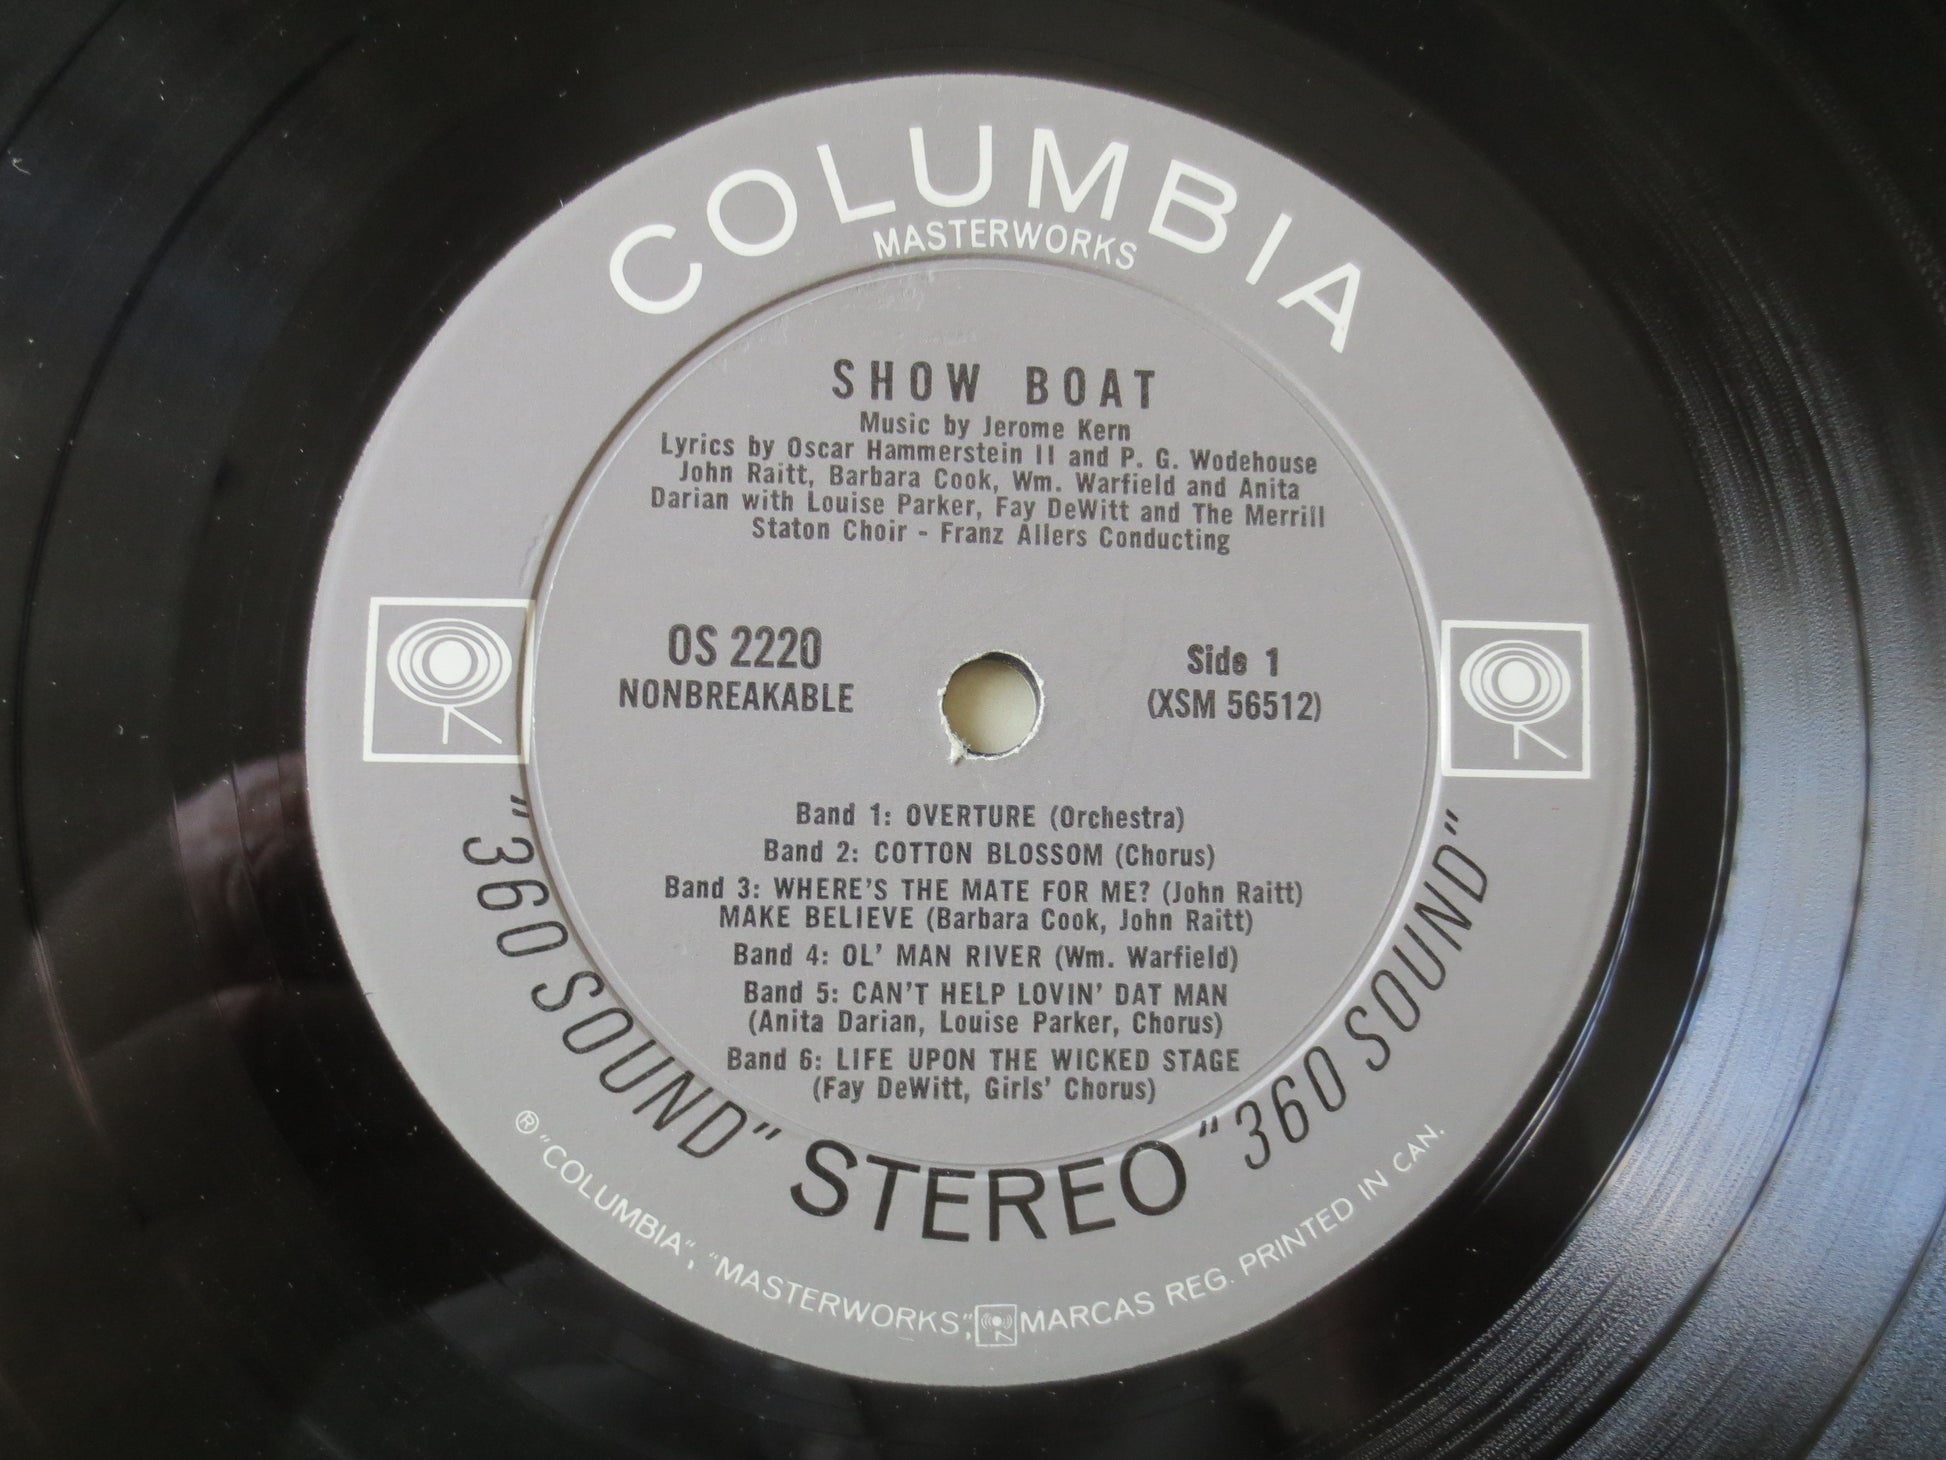 COLUMBIA
MASTERWORKS
SHOW BOAT
Music by Jerome Kern
Lyrics by Oscar Hammerstein II and P. G. Wodehouse
John Raitt, Barbara Cook, Wm. Warfield and Anita
Darian with Louise Parker, Fay DeWitt and The Merrill
Staton Choir - Franz Allers Conducting
OS 2220
NONBREAKABLE
Side 1
(XSM 56512)
Band 1: OVERTURE (Orchestra)
Band 2: COTTON BLOSSOM (Chorus)
Band 3: WHERE'S THE MATE FOR ME? (John Raitt)
MAKE BELIEVE (Barbara Cook, John Raitt)
Band 4: OL' MAN RIVER (Wm. Warfield)
Band 5: CAN'T HELP LOVIN' DAT MAN
(Anita Darian, Louise Parker, Chorus)
Band 6: LIFE UPON THE WICKED STAGE
(Fay DeWitt, Girls' Chorus)
"360 SOUND" STEREO "360 SOUND"
® "COLUMBIA", "MASTERWORKS", MARCAS REG. PRINTED IN CAN.